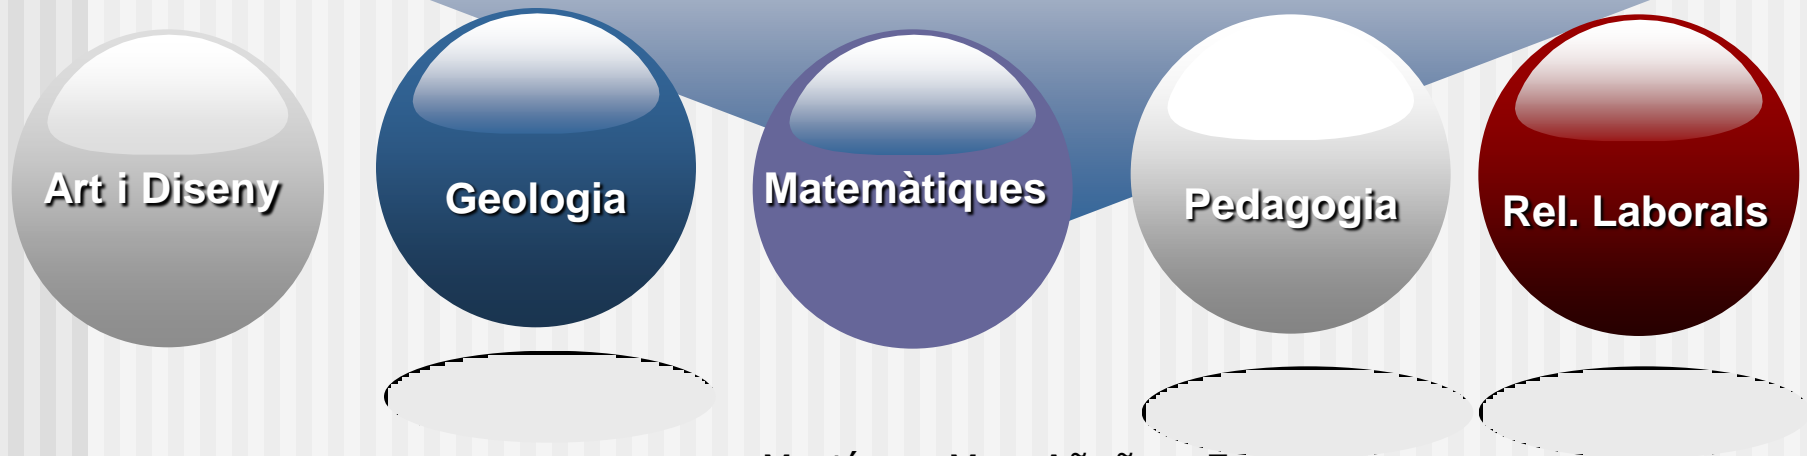 Art i Diseny
Geologia
Matemàtiques
Pedagogia
Rel. Laborals